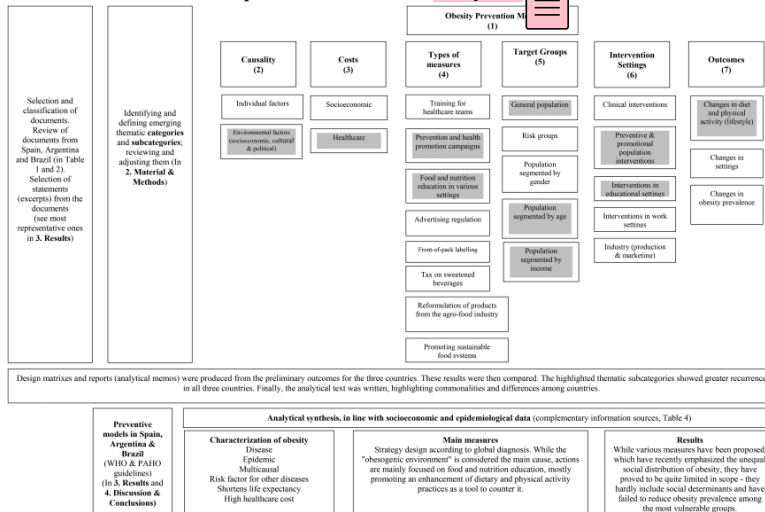 Obesity Prevention
(1)
Selection and
classification of
documents.
Review of
documents from
Spain, Argentina
and Brazil (in Table
1 and 2).
Selection of
statements
(excerpts) from the
documents
(see most
representative ones
in 3. Results)
Identifying and
defining emerging
thematic categories
and subcategories;
reviewing and
adjusting them (In
2. Material &
Methods)
Causality
(2)
Individual factors
Environmental factors
(socioeconomic, cultural
& political)
Costs
(3)
Socioeconomic
Healthcare
Types of
measures
(4)
Training for
healthcare teams
Prevention and health
promotion campaigns
Food and nutrition
education in various
settings
Advertising regulation
Front-of-pack labelling
Tax on sweetened
beverages
Reformulation of products
from the agro-food industry
Promoting sustainable
food systems
Target Groups
(5)
General population
Risk groups
Population
segmented by
gender
Population
segmented by age
Population
segmented by
income
Intervention
Settings
(6)
Clinical interventions
Preventive &
promotional
population
interventions
Interventions in
educational settings
Interventions in work
settings
Industry (production
& marketing)
Outcomes
(7)
Changes in diet
and physical
activity (lifestyle)
Changes in
settings
Changes in
obesity prevalence
Design matrixes and reports (analytical memos) were produced from the preliminary outcomes for the three countries. These results were then compared. The highlighted thematic subcategories showed greater recurrence
in all three countries. Finally, the analytical text was written, highlighting commonalities and differences among countries.
Preventive
models in Spain,
Argentina &
Brazil
(WHO & PAHO
guidelines)
(In 3. Results and
4. Discussion &
Conclusions)
Analytical synthesis, in line with socioeconomic and epidemiological data (complementary information sources, Table 4)
Characterization of obesity
Disease
Epidemic
Multicausal
Risk factor for other diseases
Shortens life expectancy
High healthcare cost
Main measures
Strategy design according to global diagnosis. While the
"obesogenic environment" is considered the main cause, actions
are mainly focused on food and nutrition education, mostly
promoting an enhancement of dietary and physical activity
practices as a tool to counter it.
Results
While various measures have been proposed
which have recently emphasized the unequal
social distribution of obesity, they have
proved to be quite limited in scope - they
hardly include social determinants and have
failed to reduce obesity prevalence among
the most vulnerable groups.